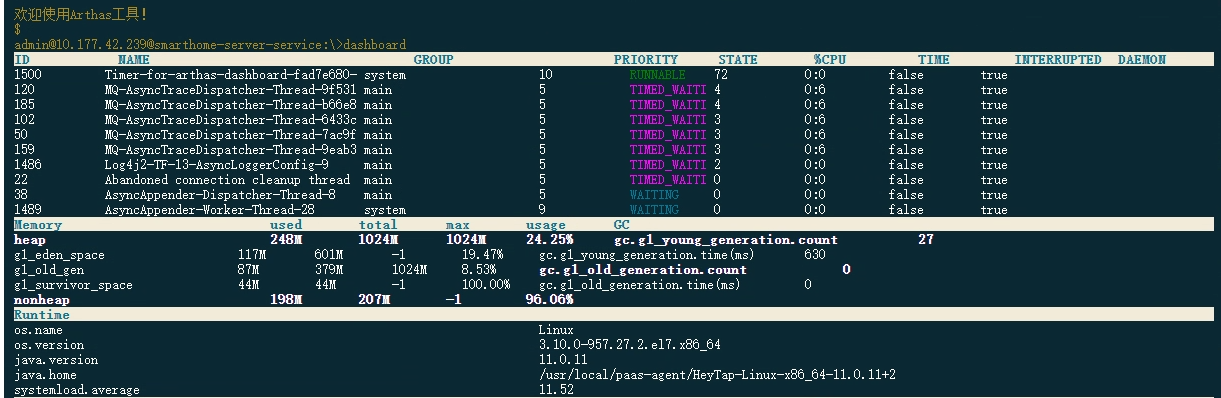 欢迎使用Arthas工具!
$
admin@10.177.42.239@smarthome-server-service:\>dashboard
ID NAME GROUP PRIORITY STATE %CPU TIME INTERRUPTED DAEMON
1500 Timer-for-arthas-dashboard-fad7e680- system 10 RUNNABLE 72 0:0 false true
120 MQ-AsyncTraceDispatcher-Thread-9f531 main 5 TIMED_WAITI 4 0:6 false true
185 MQ-AsyncTraceDispatcher-Thread-b66e8 main 5 TIMED_WAITI 4 0:6 false true
102 MQ-AsyncTraceDispatcher-Thread-6433c main 5 TIMED_WAITI 3 0:6 false true
50 MQ-AsyncTraceDispatcher-Thread-7ac9f main 5 TIMED_WAITI 3 0:6 false true
159 MQ-AsyncTraceDispatcher-Thread-9eab3 main 5 TIMED_WAITI 3 0:6 false true
1486 Log4j2-TF-13-AsyncLoggerConfig-9 main 5 TIMED_WAITI 2 0:0 false true
22 Abandoned connection cleanup thread main 5 TIMED_WAITI 0 0:0 false true
38 AsyncAppender-Dispatcher-Thread-8 main 5 WAITING 0 0:0 false true
1489 AsyncAppender-Worker-Thread-28 system 9 WAITING 0 0:0 false true
Memory used total max usage GC
heap 248M 1024M 1024M 24.25% gc.g1_young_generation.count 27
g1_eden_space 117M 601M -1 19.47% gc.g1_young_generation.time(ms) 630
g1_old_gen 87M 379M 1024M 8.53% gc.g1_old_generation.count 0
g1_survivor_space 44M 44M -1 100.00% gc.g1_old_generation.time(ms) 0
nonheap 198M 207M -1 96.06%
Runtime
os.name Linux
os.version 3.10.0-957.27.2.el7.x86_64
java.version 11.0.11
java.home /usr/local/paas-agent/HeyTap-Linux-x86_64-11.0.11+2
systemload.average 11.52